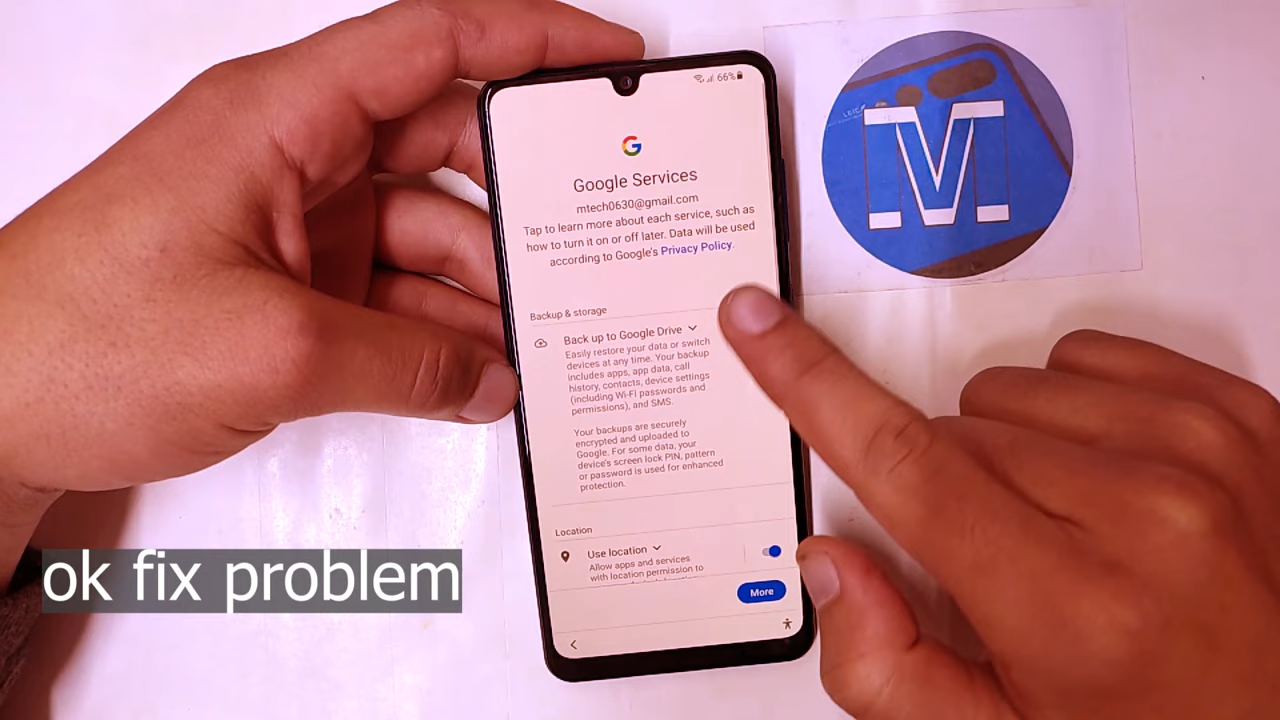 66%
Google Services
mtech0630@gmail.com
Tap to learn more about each service, such as
how to turn it on or off later. Data will be used
according to Google's Privacy Policy.
Backup & storage
Back up to Google Drive
Easily restore your data or switch
devices at any time. Your backup
includes apps, app data, call
history, contacts, device settings
(including Wi-Fi passwords and
permissions), and SMS.
Your backups are securely
encrypted and uploaded to
Google. For some data, your
device's screen lock PIN, pattern
or password is used for enhanced
protection.
Location
Use location
Allow apps and services
with location permission to
More
M
ok fix problem